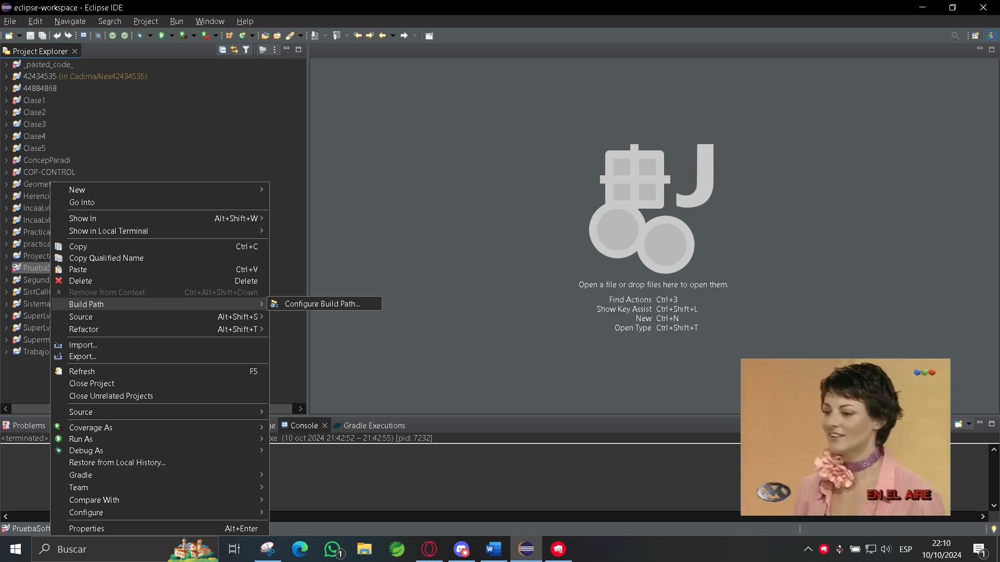 eclipse-workspace - Eclipse IDE
File Edit Navigate Search Project Run Window Help
Project Explorer
_pasted_code_
42434535 (in CadimaAlex42434535)
44884868
Clase1
Clase2
Clase3
Clase4
Clase5
ConcepParadi
COP-CONTROL
Geomet
Herenci
IncaaLvl
IncaaLvl
Practica
practica
Proyect
PruebaS
Segund
SistCall
Sistema
SuperLv
SuperLv
Superm
Trabajo
New
Go Into
Show In Alt+Shift+W
Show in Local Terminal
Copy Ctrl+C
Copy Qualified Name
Paste Ctrl+V
Delete Delete
Remove from Context Ctrl+Alt+Shift+Down
Build Path
Configure Build Path...
Source Alt+Shift+S
Refactor Alt+Shift+T
Import...
Export...
Refresh F5
Close Project
Close Unrelated Projects
Source
Coverage As
Run As
Debug As
Restore from Local History...
Gradle
Team
Compare With
Configure
Properties Alt+Enter
J
Open a file or drop files here to open them.
Find Actions Ctrl+3
Show Key Assist Ctrl+Shift+L
New Ctrl+N
Open Type Ctrl+Shift+T
Problems ge Console Gradle Executions
<terminated> xe (10 oct 2024 21:42:52 – 21:42:55) [pid: 7232]
EN EL AIRE
PruebaSoft
Buscar
1
ESP
22:10
10/10/2024
1